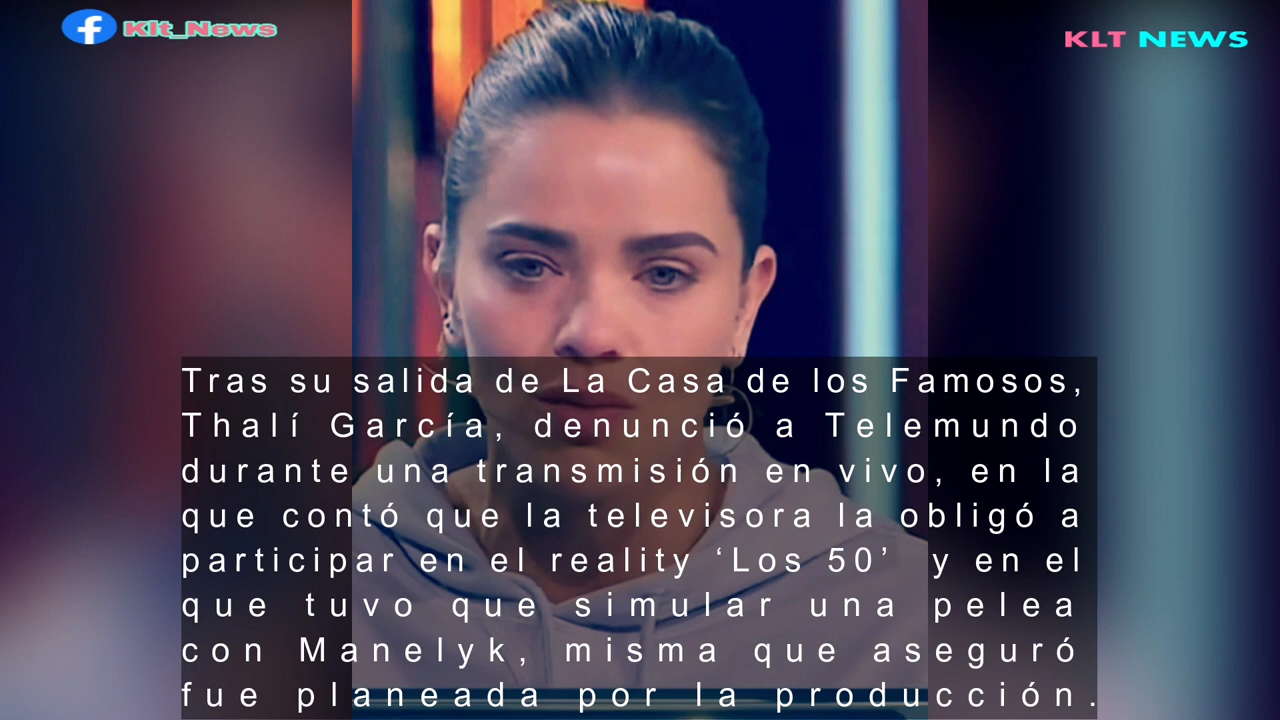 Klt_News
KLT NEWS
Tras su salida de La Casa de los Famosos,
Thalí García, denunció a Telemundo
durante una transmisión en vivo, en la
que contó que la televisora la obligó a
participar en el reality ‘Los 50’ y en el
que tuvo que simular una pelea
con Manelyk, misma que aseguró
fue planeada por la producción.